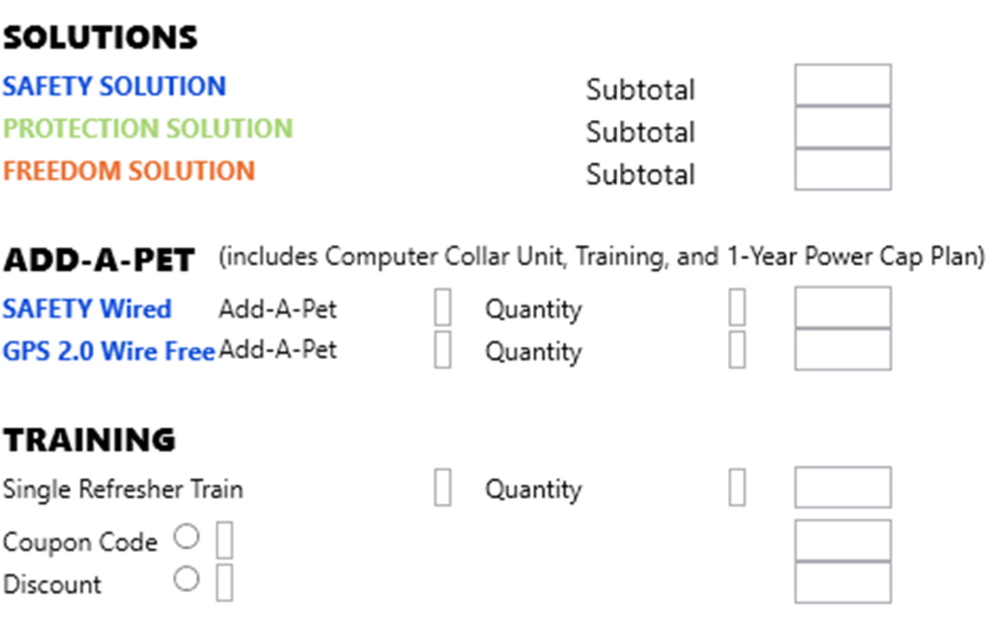 SOLUTIONS
SAFETY SOLUTION Subtotal
PROTECTION SOLUTION Subtotal
FREEDOM SOLUTION Subtotal
ADD-A-PET (includes Computer Collar Unit, Training, and 1-Year Power Cap Plan)
SAFETY Wired Add-A-Pet Quantity
GPS 2.0 Wire Free Add-A-Pet Quantity
TRAINING
Single Refresher Train Quantity
Coupon Code
Discount